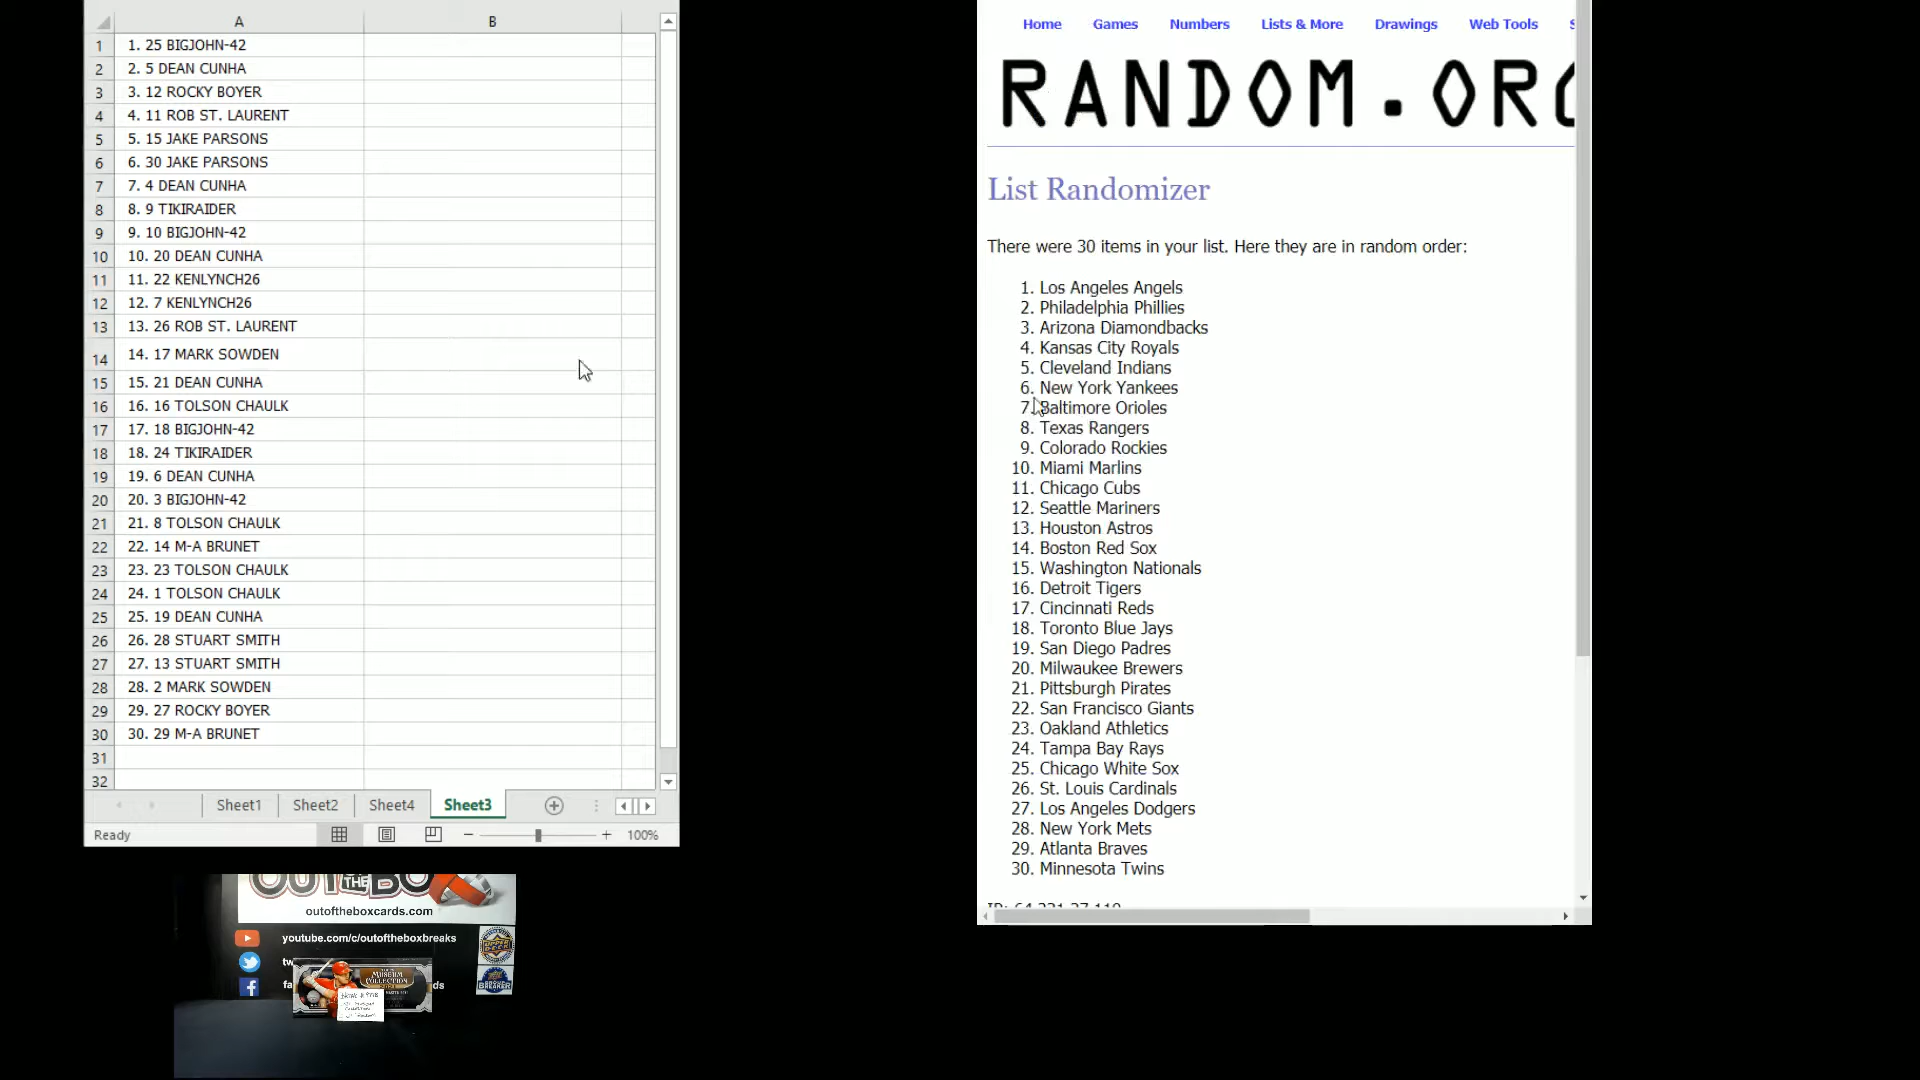 A B
1 1. 25 BIGJOHN-42
2 2. 5 DEAN CUNHA
3 3. 12 ROCKY BOYER
4 4. 11 ROB ST. LAURENT
5 5. 15 JAKE PARSONS
6 6. 30 JAKE PARSONS
7 7. 4 DEAN CUNHA
8 8. 9 TIKIRAIDER
9 9. 10 BIGJOHN-42
10 10. 20 DEAN CUNHA
11 11. 22 KENLYNCH26
12 12. 7 KENLYNCH26
13 13. 26 ROB ST. LAURENT
14 14. 17 MARK SOWDEN
15 15. 21 DEAN CUNHA
16 16. 16 TOLSON CHAULK
17 17. 18 BIGJOHN-42
18 18. 24 TIKIRAIDER
19 19. 6 DEAN CUNHA
20 20. 3 BIGJOHN-42
21 21. 8 TOLSON CHAULK
22 22. 14 M-A BRUNET
23 23. 23 TOLSON CHAULK
24 24. 1 TOLSON CHAULK
25 25. 19 DEAN CUNHA
26 26. 28 STUART SMITH
27 27. 13 STUART SMITH
28 28. 2 MARK SOWDEN
29 29. 27 ROCKY BOYER
30 30. 29 M-A BRUNET
31
32
Sheet1 Sheet2 Sheet4 Sheet3
Ready 100%
OUT THE BO
outoftheboxcards.com
youtube.com/c/outoftheboxbreaks
tw
fa ds
MUSEUM
COLLECTION
Home Games Numbers Lists & More Drawings Web Tools
RANDOM.ORG
List Randomizer
There were 30 items in your list. Here they are in random order:
1. Los Angeles Angels
2. Philadelphia Phillies
3. Arizona Diamondbacks
4. Kansas City Royals
5. Cleveland Indians
6. New York Yankees
7. Baltimore Orioles
8. Texas Rangers
9. Colorado Rockies
10. Miami Marlins
11. Chicago Cubs
12. Seattle Mariners
13. Houston Astros
14. Boston Red Sox
15. Washington Nationals
16. Detroit Tigers
17. Cincinnati Reds
18. Toronto Blue Jays
19. San Diego Padres
20. Milwaukee Brewers
21. Pittsburgh Pirates
22. San Francisco Giants
23. Oakland Athletics
24. Tampa Bay Rays
25. Chicago White Sox
26. St. Louis Cardinals
27. Los Angeles Dodgers
28. New York Mets
29. Atlanta Braves
30. Minnesota Twins